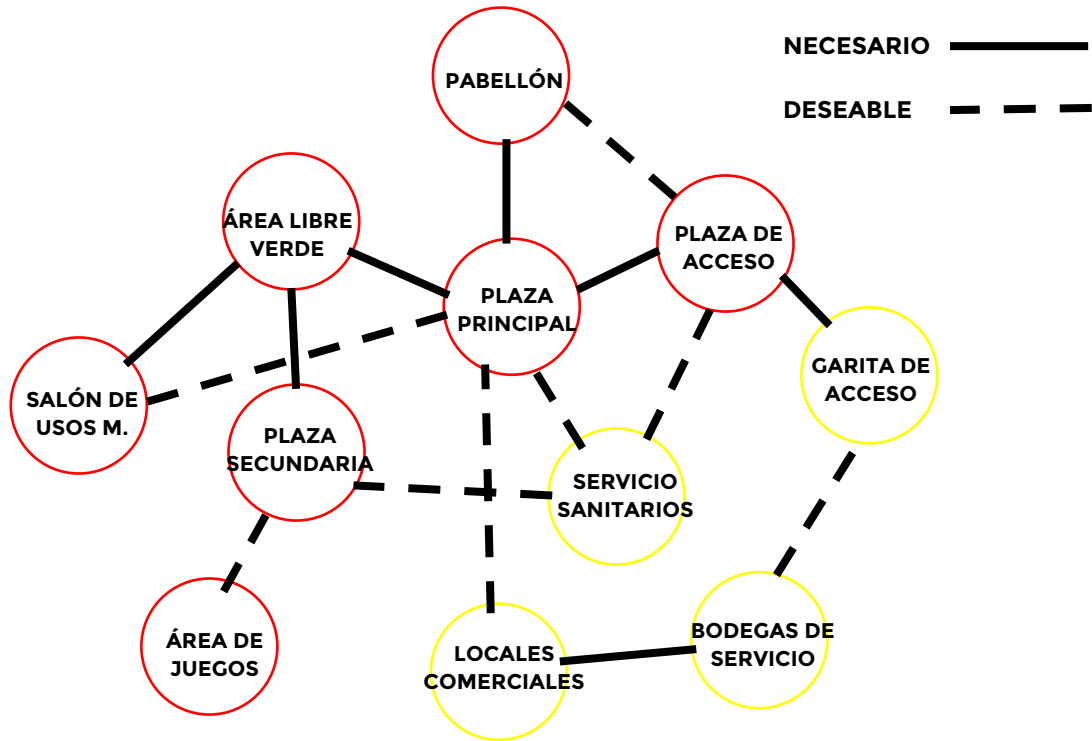 NECESARIO
DESEABLE
PABELLÓN
ÁREA LIBRE
VERDE
PLAZA DE
ACCESO
PLAZA
PRINCIPAL
GARITA DE
ACCESO
SALÓN DE
USOS M.
PLAZA
SECUNDARIA
SERVICIO
SANITARIOS
ÁREA DE
JUEGOS
LOCALES
COMERCIALES
BODEGAS DE
SERVICIO